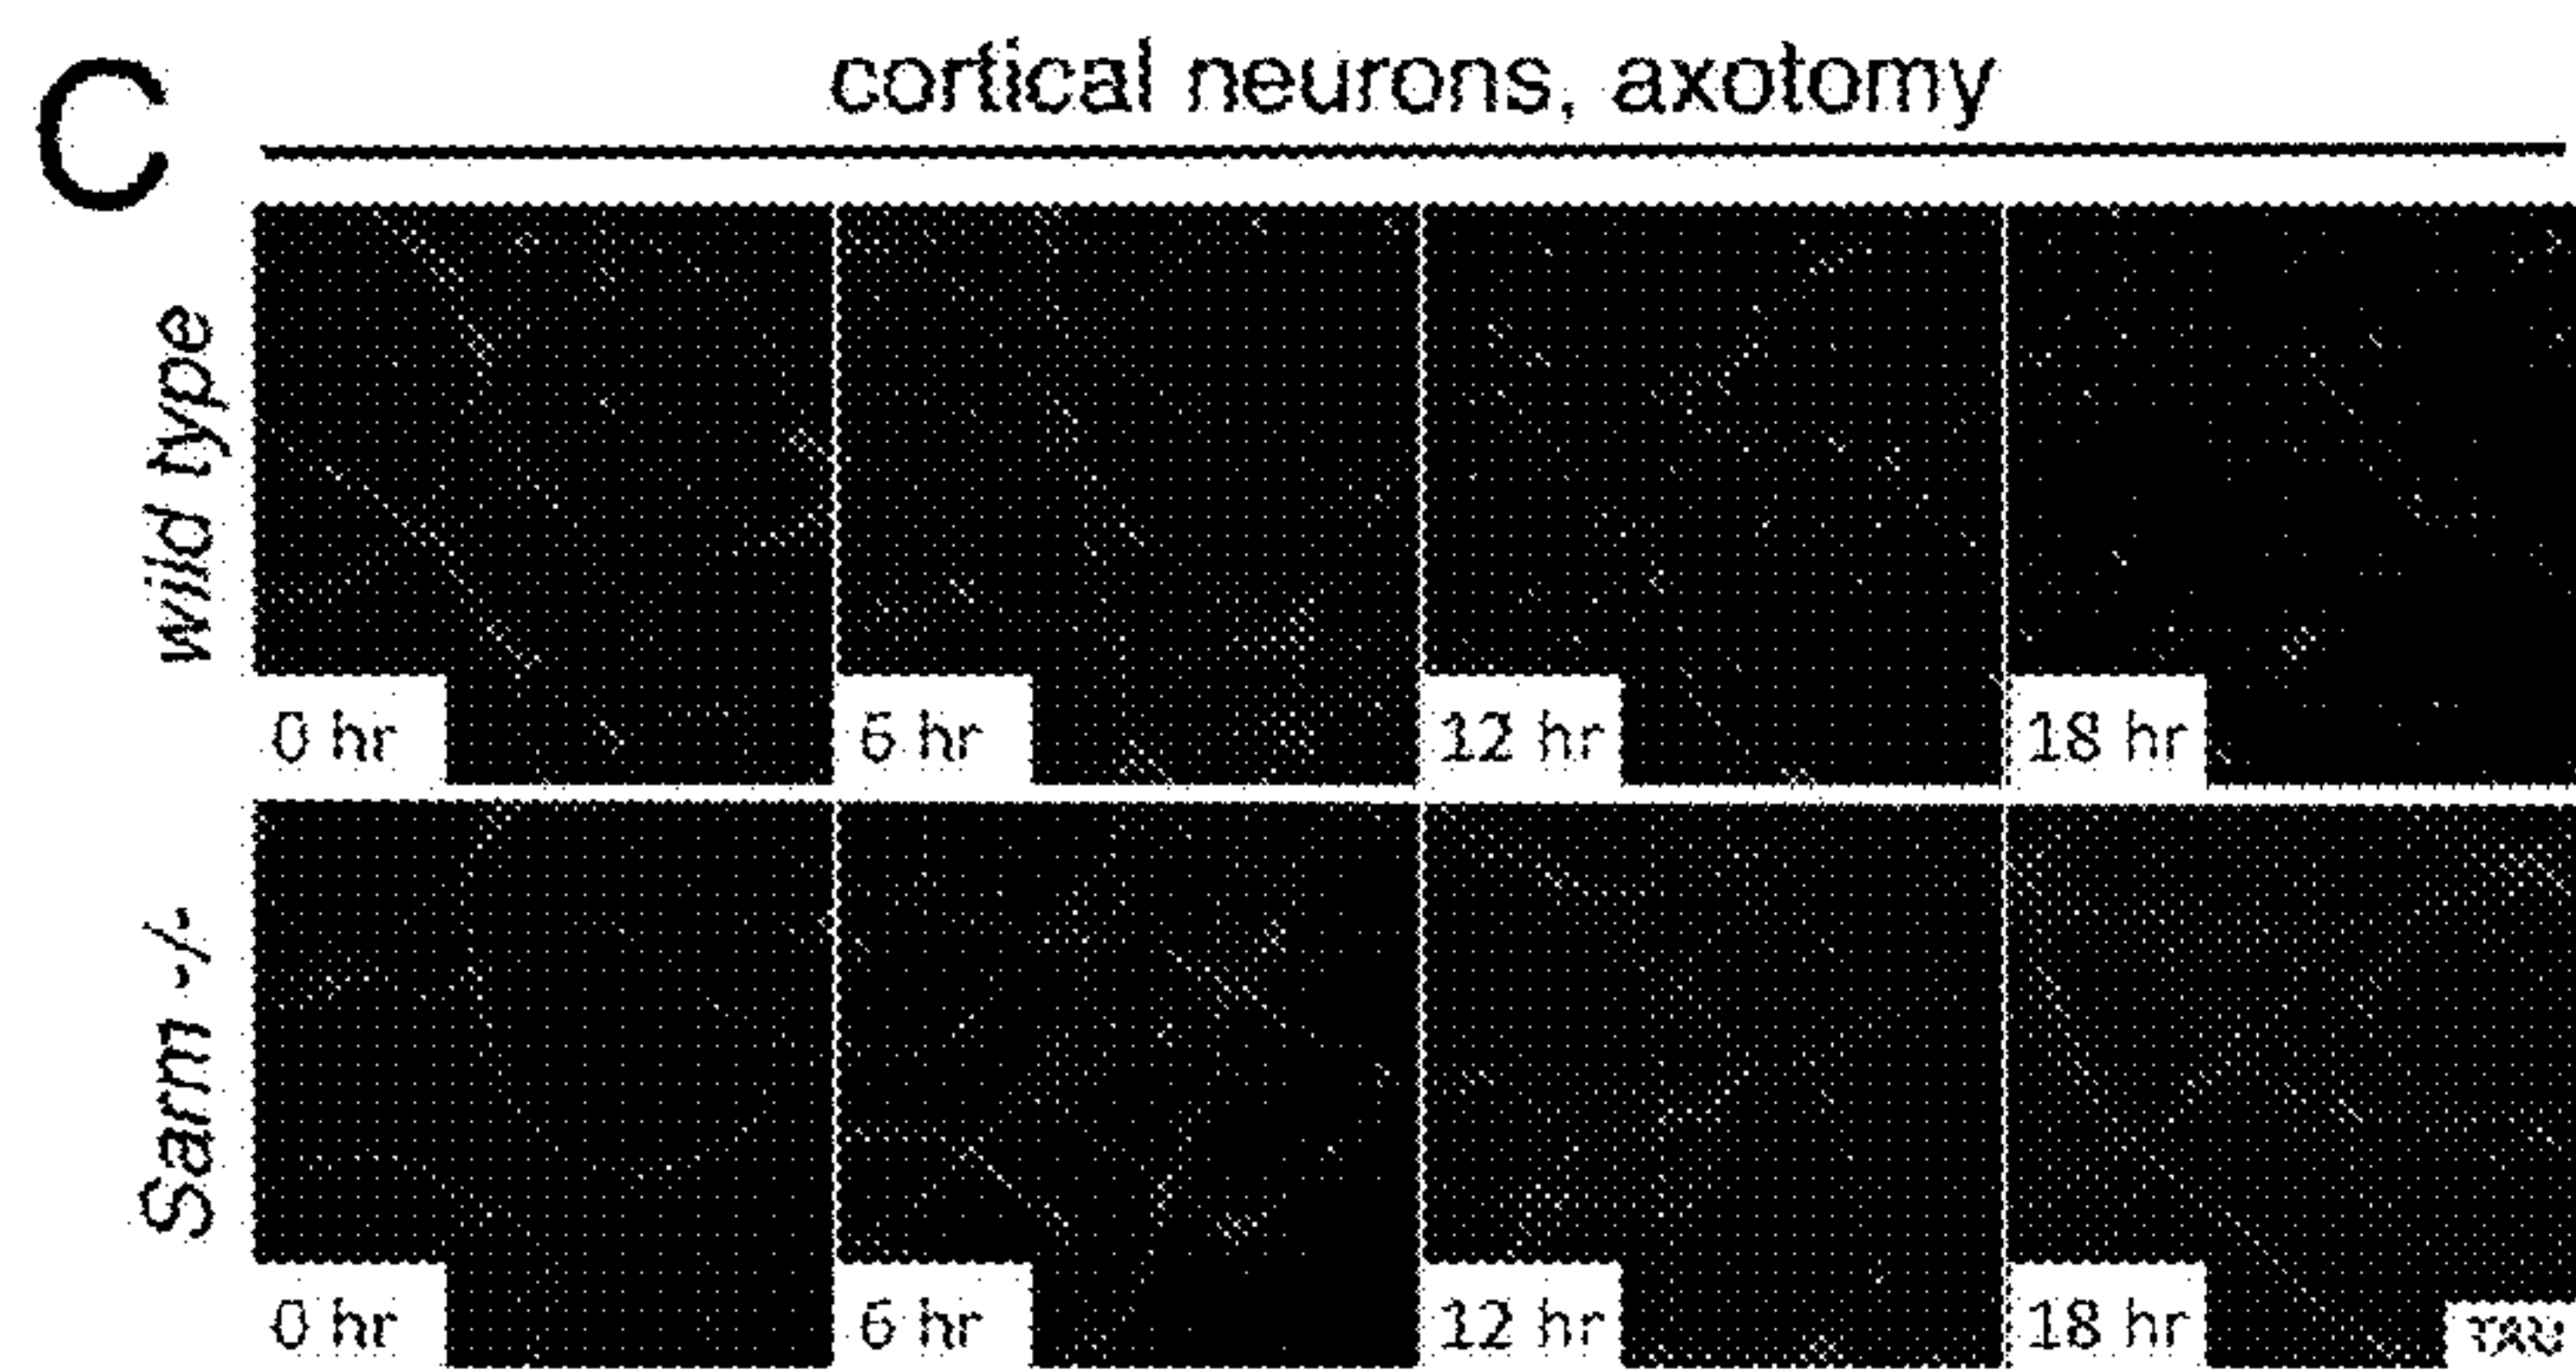 C
cortical neurons, axotomy
wild type
0 hr
6 hr
12 hr
18 hr
Sarm -/-
0 hr
6 hr
12 hr
18 hr
TAU